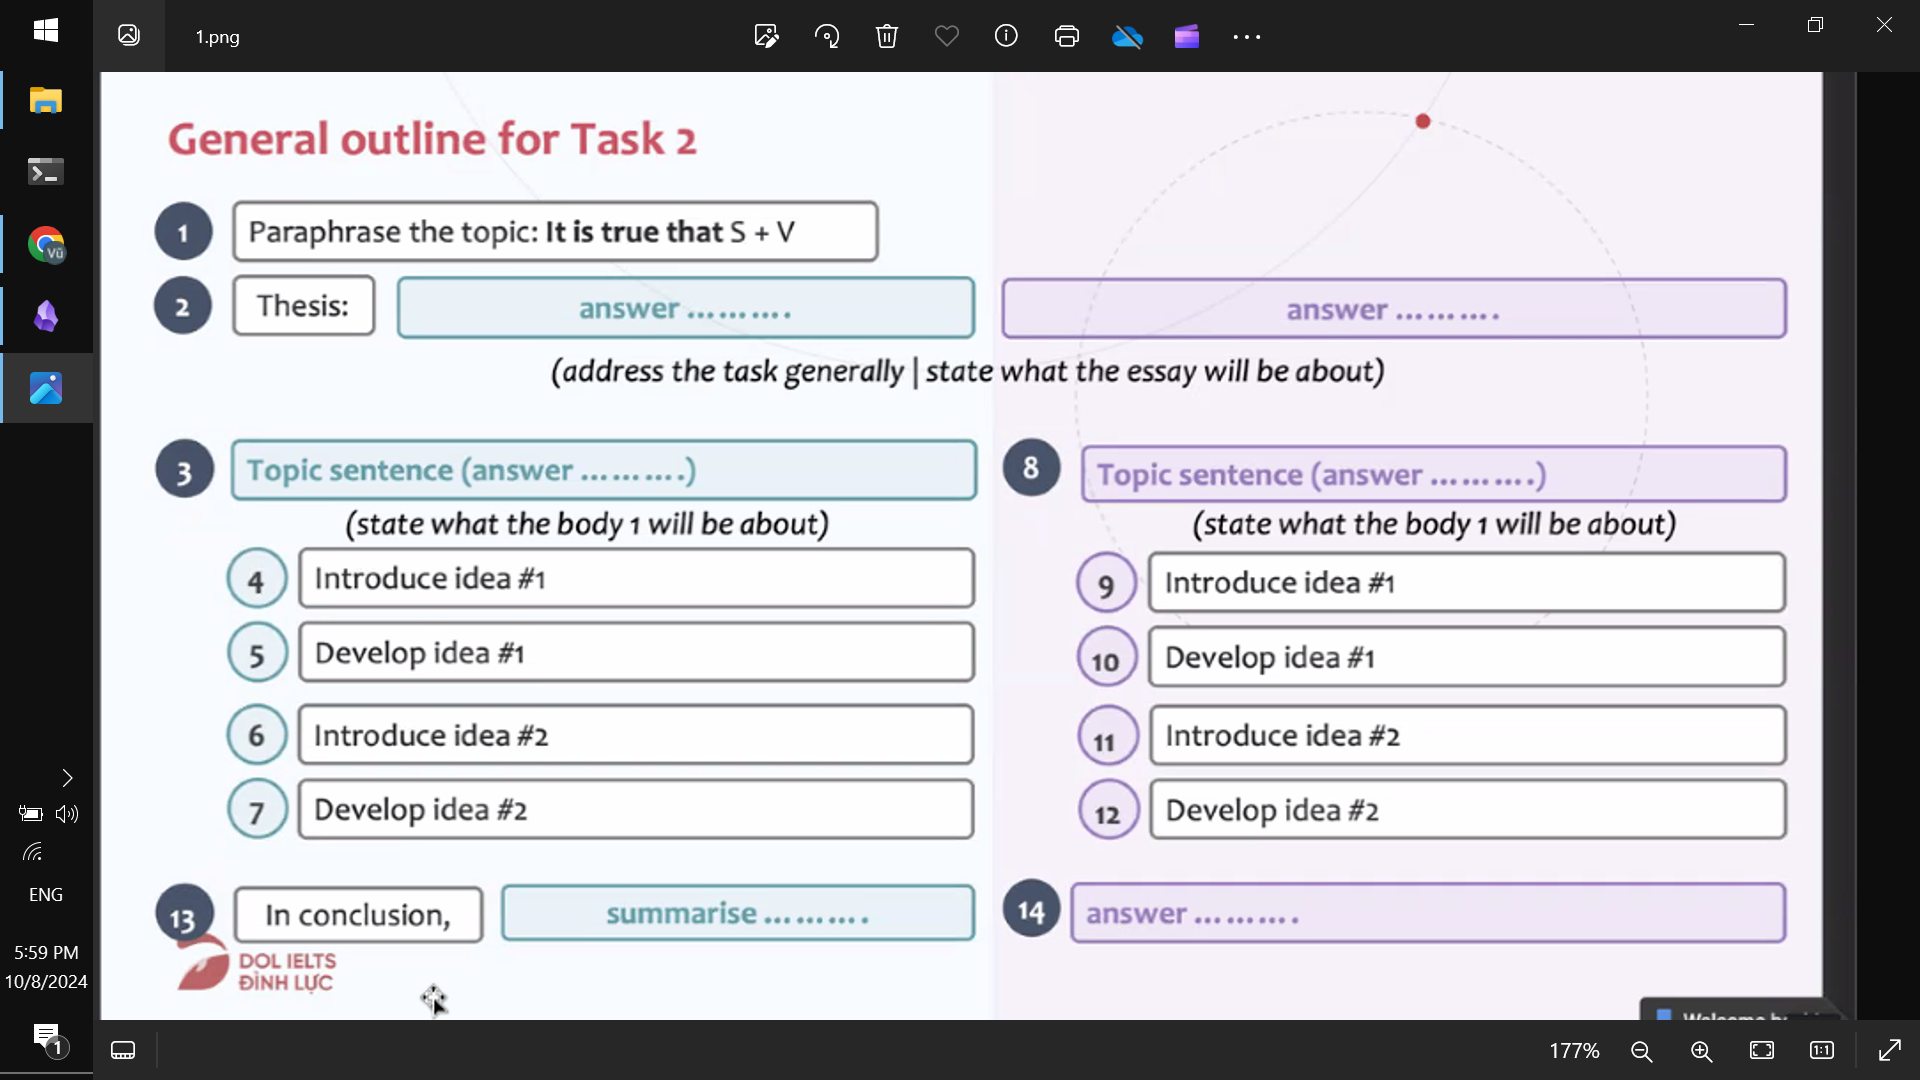 1.png
General outline for Task 2
1 Paraphrase the topic: It is true that S + V
2 Thesis: answer ………. answer ……….
(address the task generally | state what the essay will be about)
3 Topic sentence (answer ……….)
(state what the body 1 will be about)
4 Introduce idea #1
5 Develop idea #1
6 Introduce idea #2
7 Develop idea #2
8 Topic sentence (answer ……….)
(state what the body 1 will be about)
9 Introduce idea #1
10 Develop idea #1
11 Introduce idea #2
12 Develop idea #2
13 In conclusion, summarise ……….
14 answer ……….
DOL IELTS
ĐÌNH LỰC
Vũ
ENG
5:59 PM
10/8/2024
1
177%
1:1